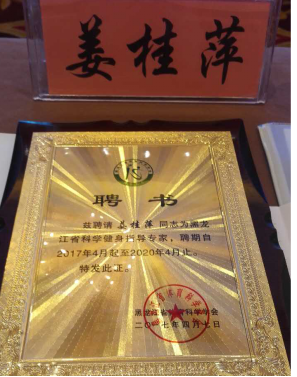 姜桂萍
聘书
兹聘请 姜桂萍 同志为黑龙
江省科学健身指导专家，聘期自
2017年4月起至2020年4月止。
特发此证。
黑龙江省体育科学学会
二〇一七年四月七日